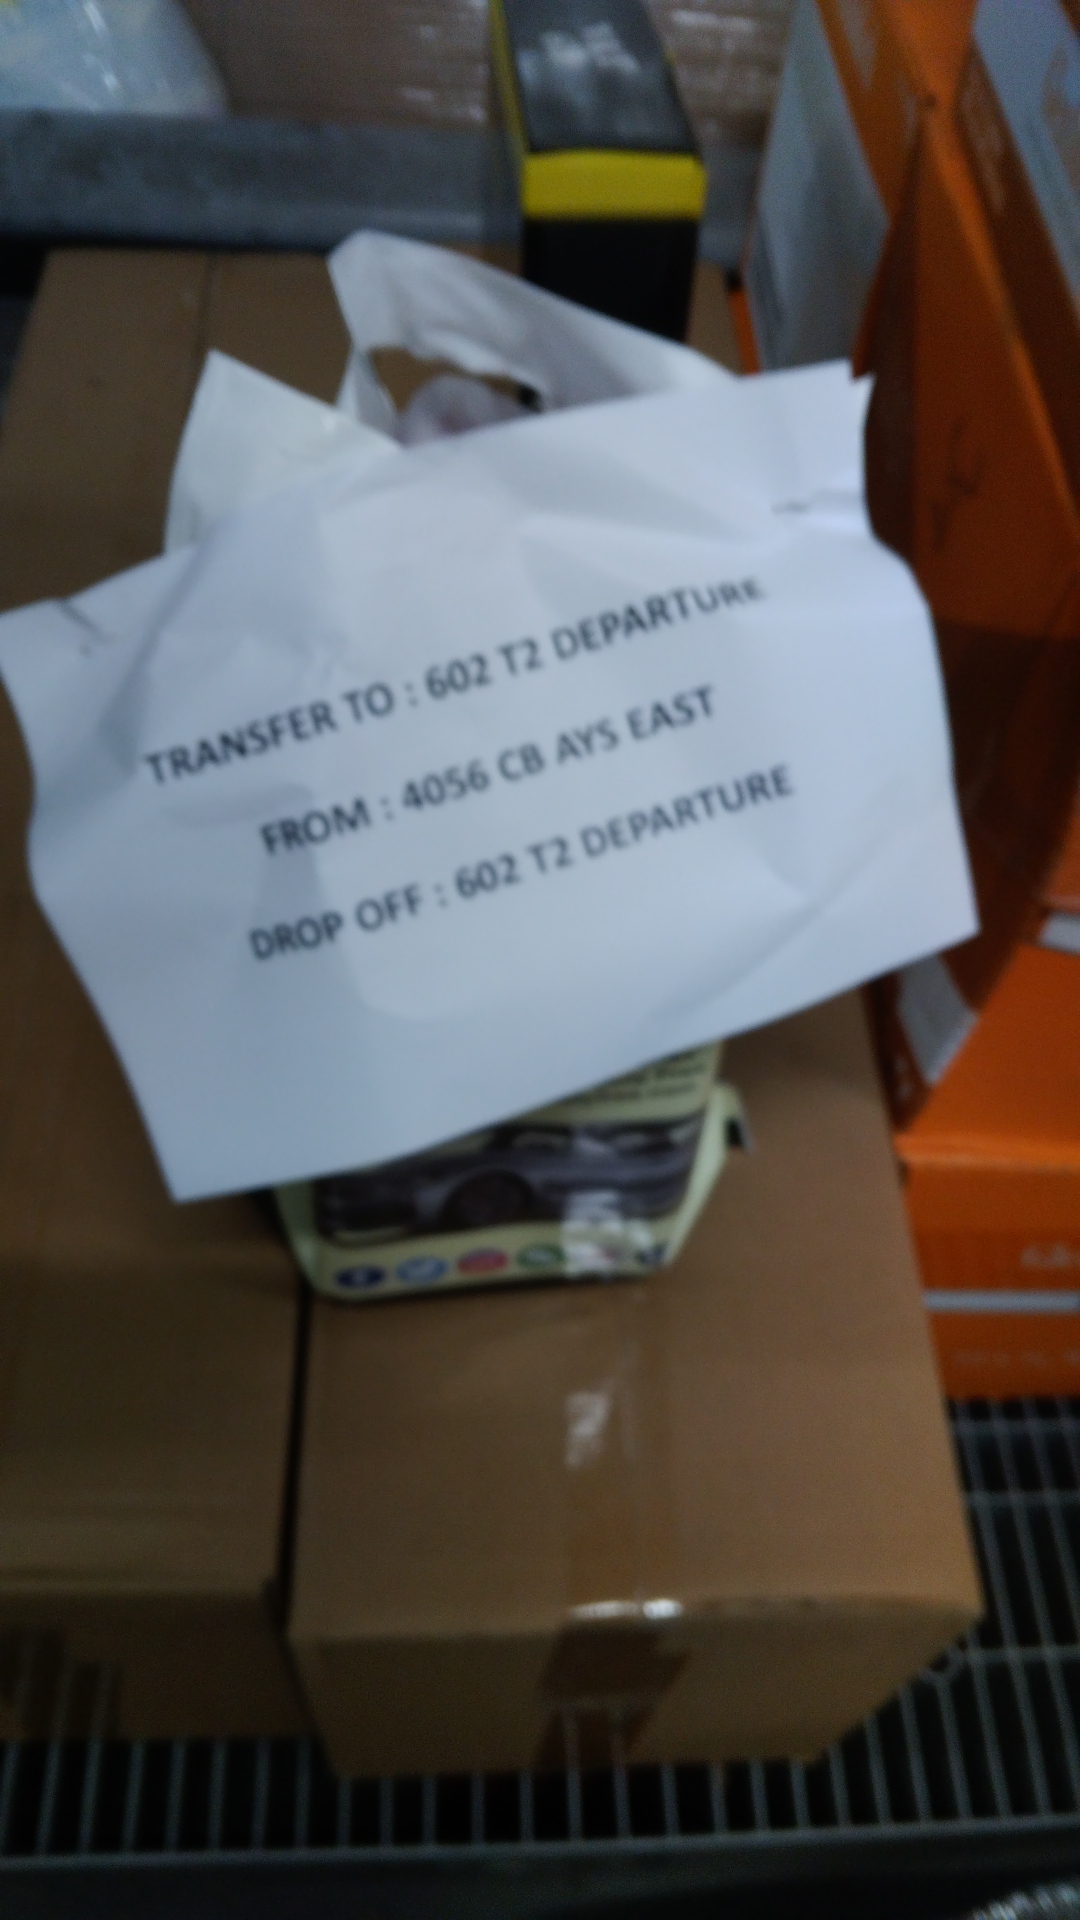 TRANSFER TO : 602 T2 DEPARTURE
FROM : 4056 CB AYS EAST
DROP OFF : 602 T2 DEPARTURE